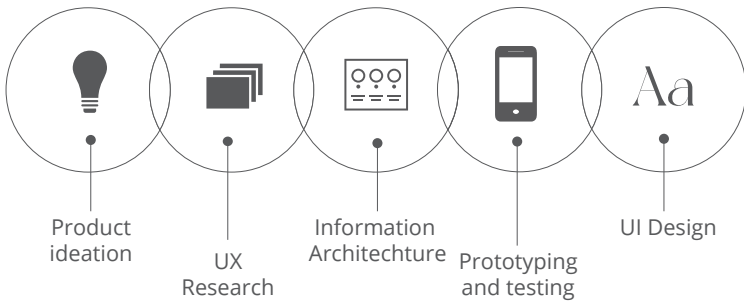 Aa
Product
ideation
UX
Research
Information
Architechture
Prototyping
and testing
UI Design